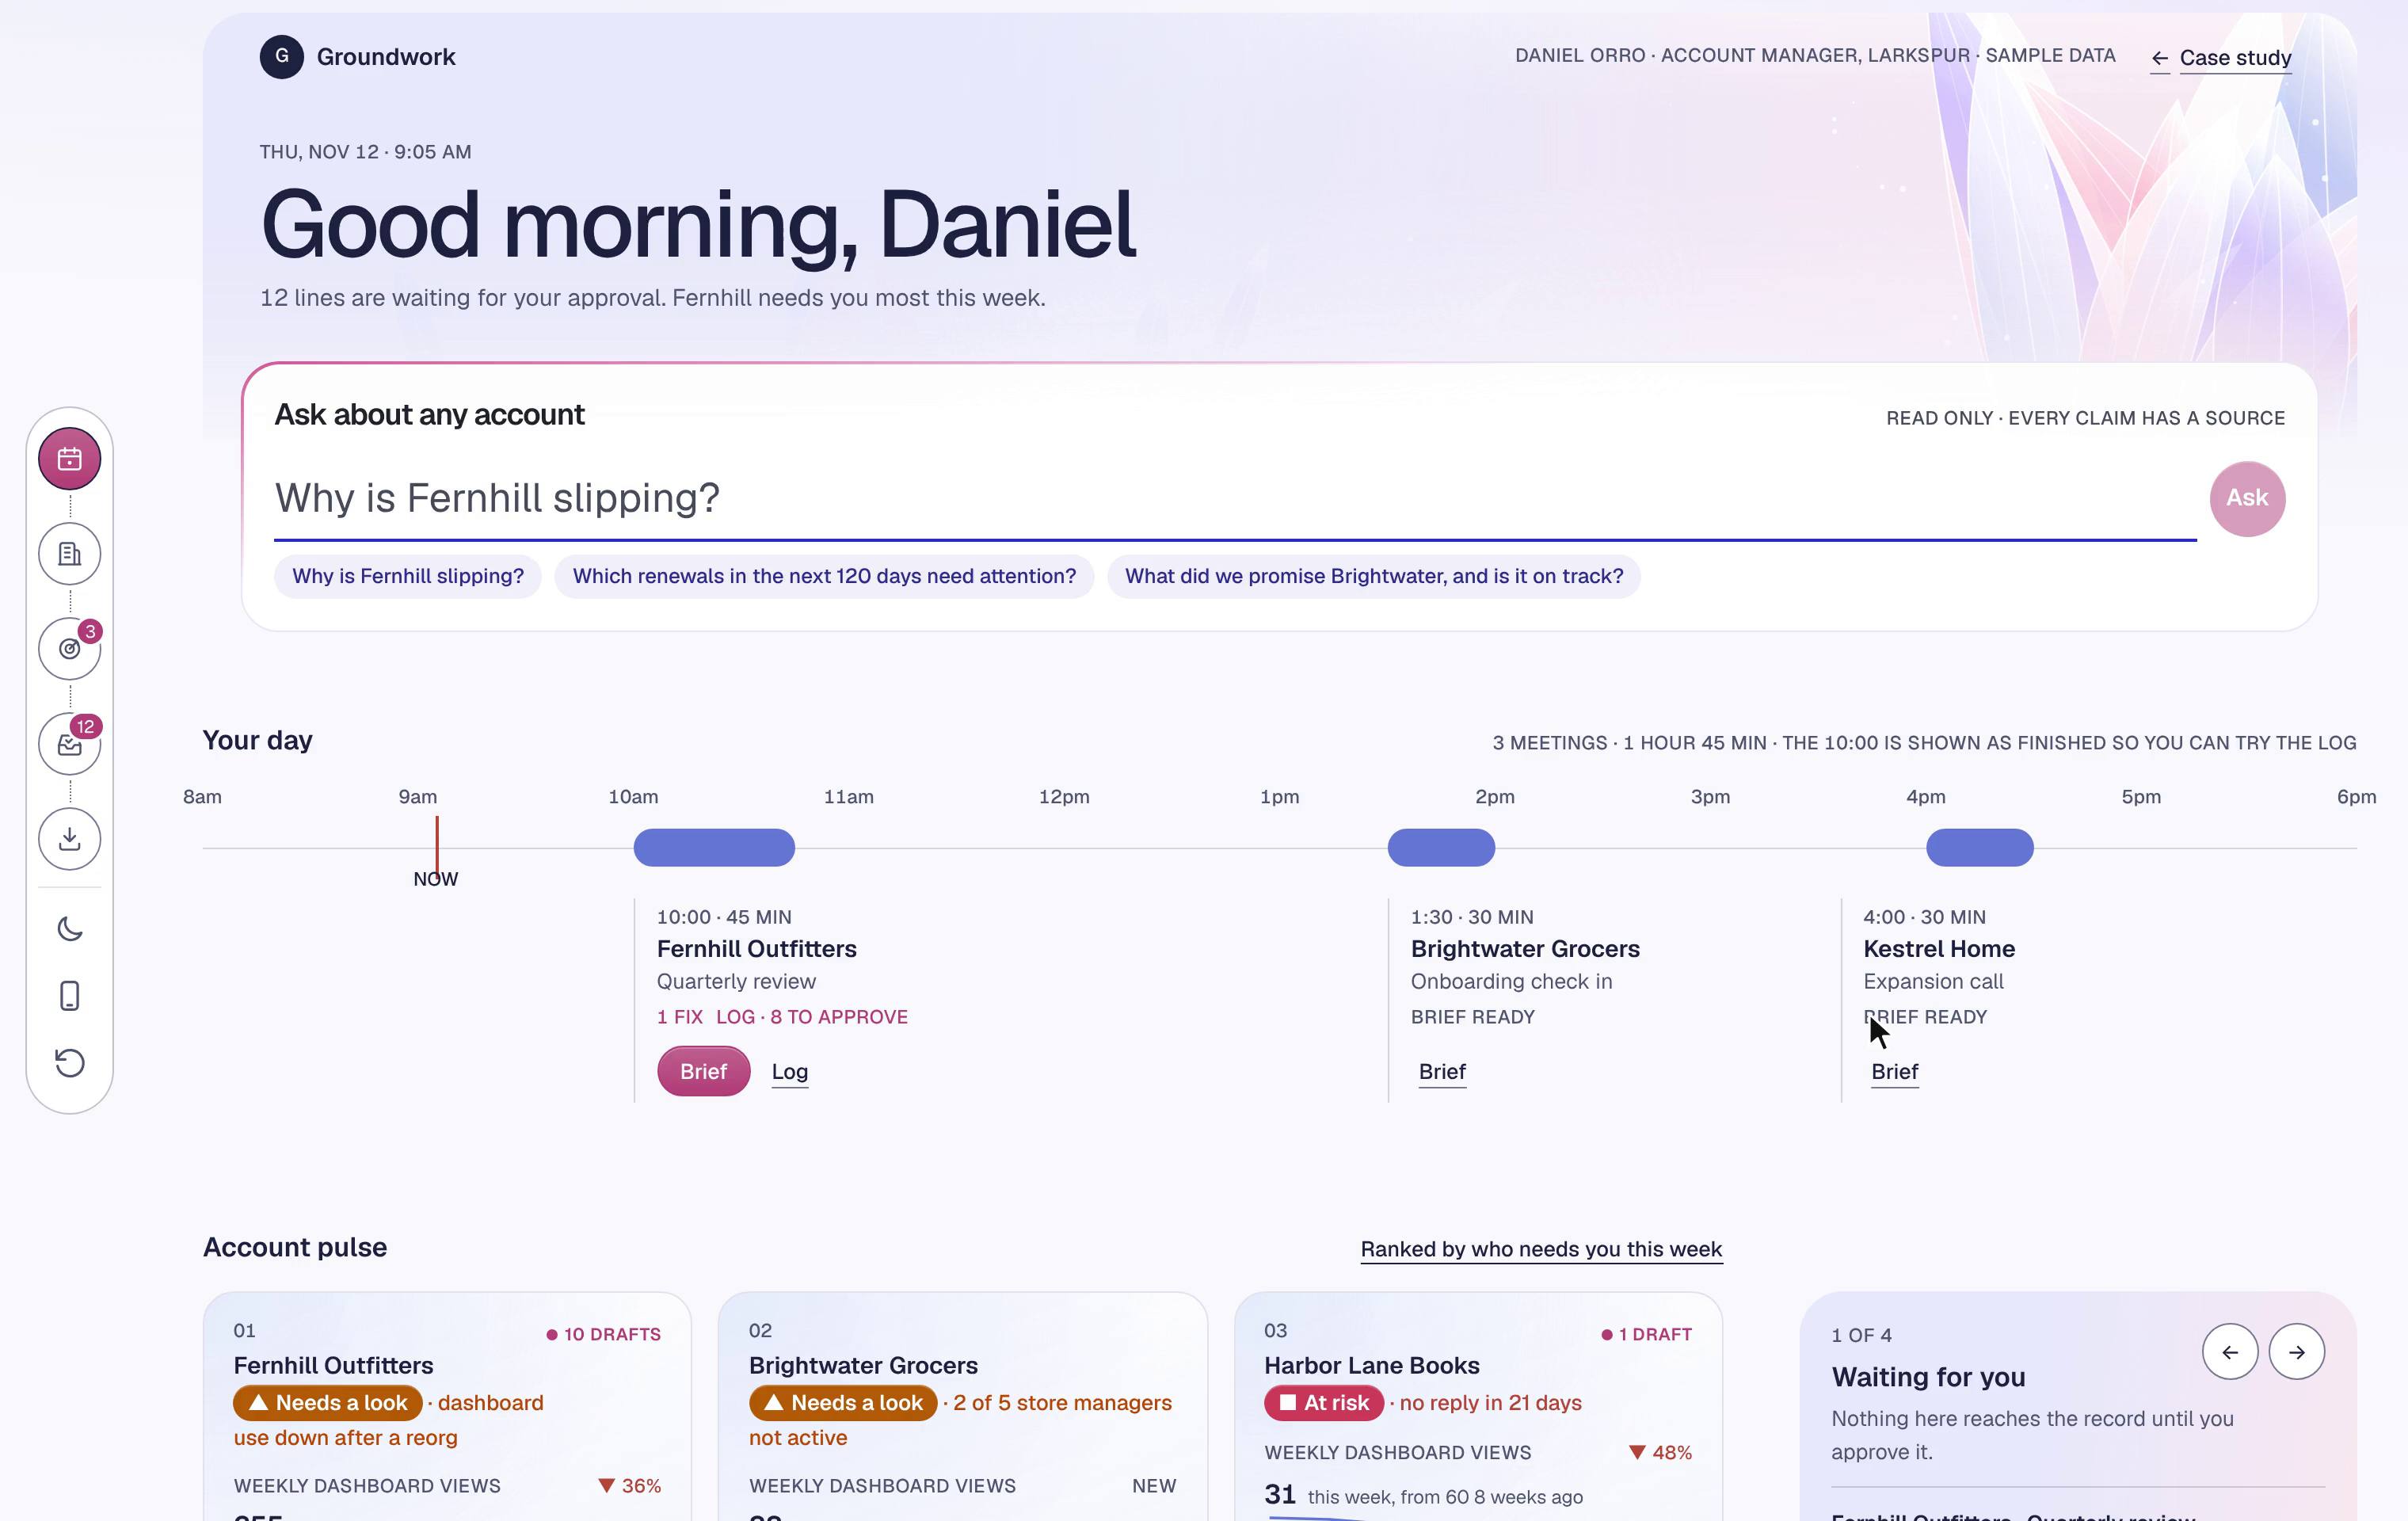 G Groundwork
DANIEL ORRO · ACCOUNT MANAGER, LARKSPUR · SAMPLE DATA ← Case study
THU, NOV 12 · 9:05 AM
Good morning, Daniel
12 lines are waiting for your approval. Fernhill needs you most this week.
Ask about any account
READ ONLY · EVERY CLAIM HAS A SOURCE
Why is Fernhill slipping?
Ask
Why is Fernhill slipping? Which renewals in the next 120 days need attention? What did we promise Brightwater, and is it on track?
3
12
Your day
3 MEETINGS · 1 HOUR 45 MIN · THE 10:00 IS SHOWN AS FINISHED SO YOU CAN TRY THE LOG
8am 9am 10am 11am 12pm 1pm 2pm 3pm 4pm 5pm 6pm
NOW
10:00 · 45 MIN
Fernhill Outfitters
Quarterly review
1 FIX LOG · 8 TO APPROVE
Brief Log
1:30 · 30 MIN
Brightwater Grocers
Onboarding check in
BRIEF READY
Brief
4:00 · 30 MIN
Kestrel Home
Expansion call
BRIEF READY
Brief
Account pulse
Ranked by who needs you this week
01
10 DRAFTS
Fernhill Outfitters
Needs a look · dashboard
use down after a reorg
WEEKLY DASHBOARD VIEWS ▼ 36%
02
Brightwater Grocers
Needs a look · 2 of 5 store managers
not active
WEEKLY DASHBOARD VIEWS NEW
03
1 DRAFT
Harbor Lane Books
At risk · no reply in 21 days
WEEKLY DASHBOARD VIEWS ▼ 48%
31 this week, from 60 8 weeks ago
1 OF 4
← →
Waiting for you
Nothing here reaches the record until you
approve it.
Fernhill Outfitters · Quarterly review